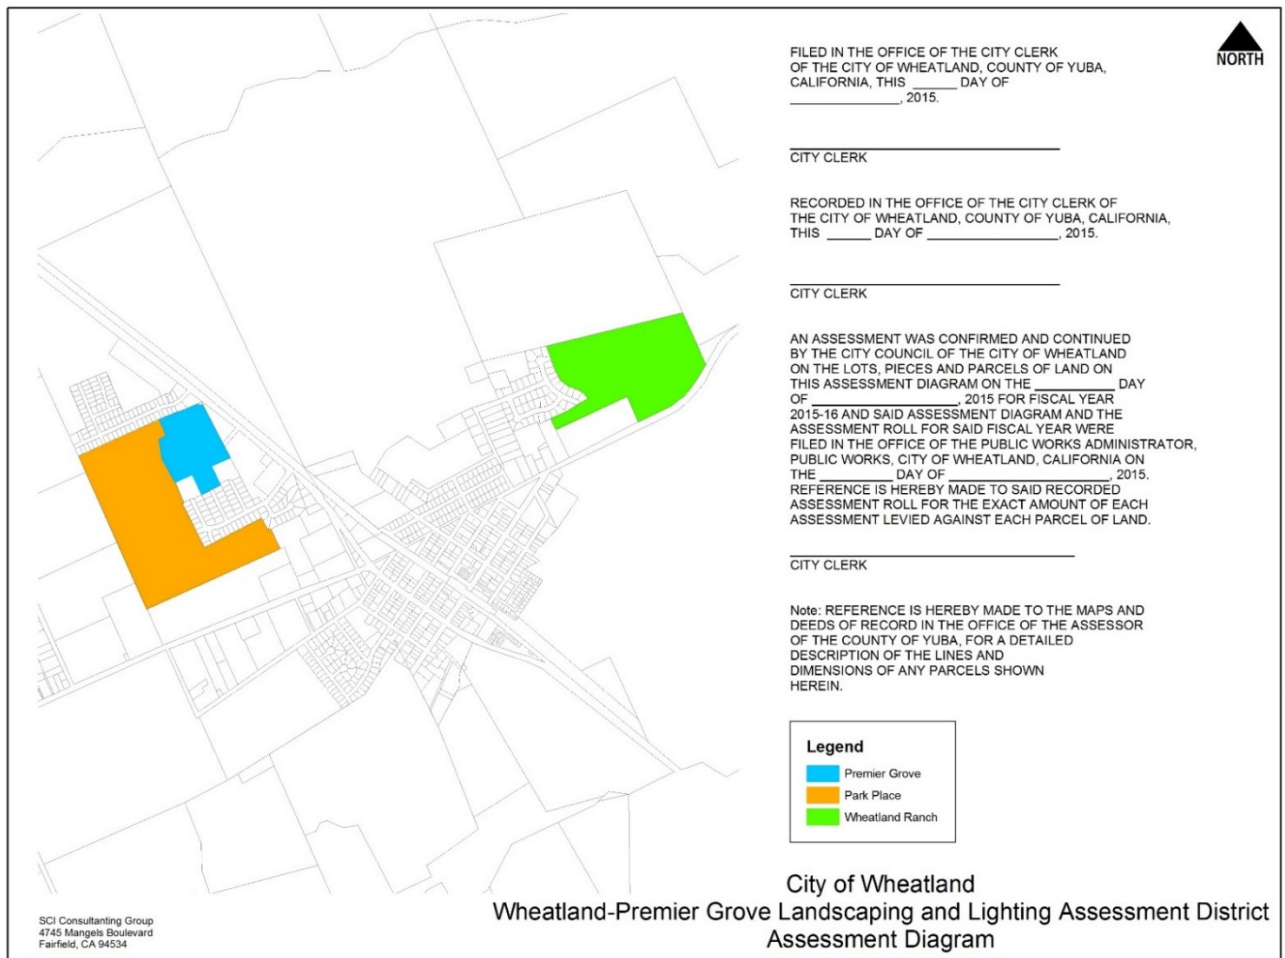 NORTH
FILED IN THE OFFICE OF THE CITY CLERK
OF THE CITY OF WHEATLAND, COUNTY OF YUBA,
CALIFORNIA, THIS ______ DAY OF
_______________, 2015.
CITY CLERK
RECORDED IN THE OFFICE OF THE CITY CLERK OF
THE CITY OF WHEATLAND, COUNTY OF YUBA, CALIFORNIA,
THIS ______ DAY OF __________________, 2015.
CITY CLERK
AN ASSESSMENT WAS CONFIRMED AND CONTINUED
BY THE CITY COUNCIL OF THE CITY OF WHEATLAND
ON THE LOTS, PIECES AND PARCELS OF LAND ON
THIS ASSESSMENT DIAGRAM ON THE ___________ DAY
OF ____________________, 2015 FOR FISCAL YEAR
2015-16 AND SAID ASSESSMENT DIAGRAM AND THE
ASSESSMENT ROLL FOR SAID FISCAL YEAR WERE
FILED IN THE OFFICE OF THE PUBLIC WORKS ADMINISTRATOR,
PUBLIC WORKS, CITY OF WHEATLAND, CALIFORNIA ON
THE __________ DAY OF ______________________, 2015.
REFERENCE IS HEREBY MADE TO SAID RECORDED
ASSESSMENT ROLL FOR THE EXACT AMOUNT OF EACH
ASSESSMENT LEVIED AGAINST EACH PARCEL OF LAND.
CITY CLERK
Note: REFERENCE IS HEREBY MADE TO THE MAPS AND
DEEDS OF RECORD IN THE OFFICE OF THE ASSESSOR
OF THE COUNTY OF YUBA, FOR A DETAILED
DESCRIPTION OF THE LINES AND
DIMENSIONS OF ANY PARCELS SHOWN
HEREIN.
Legend
Premier Grove
Park Place
Wheatland Ranch
City of Wheatland
Wheatland-Premier Grove Landscaping and Lighting Assessment District
Assessment Diagram
SCI Consultanting Group
4745 Mangels Boulevard
Fairfield, CA 94534